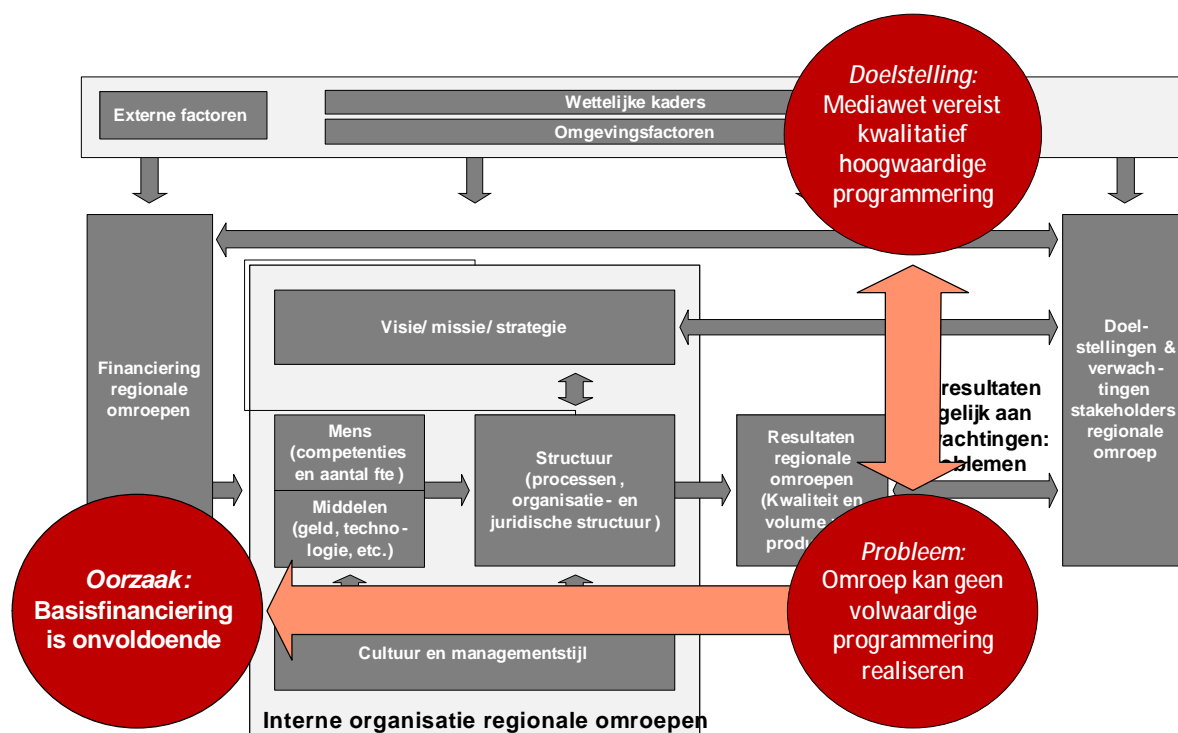 Doelstelling:
Mediawet vereist
kwalitatief
hoogwaardige
programmering
Externe factoren
Wettelijke kaders
Omgevingsfactoren
Financiering
regionale
omroepen
Visie/ missie/ strategie
Mens
(competenties
en aantal fte)
Middelen
(geld, techno-
logie, etc.)
Structuur
(processen ,
organisatie- en
juridische structuur )
Resultaten
regionale
omroepen
(Kwaliteit en
volume
resultaten
aan
Doel-
stellingen &
verwach-
tingen
stakeholders
regionale
omroep
Oorzaak:
Basisfinanciering
is onvoldoende
Probleem:
Omroep kan geen
volwaardige
programmering
realiseren
Cultuur en managementstijl
Interne organisatie regionale omroepen